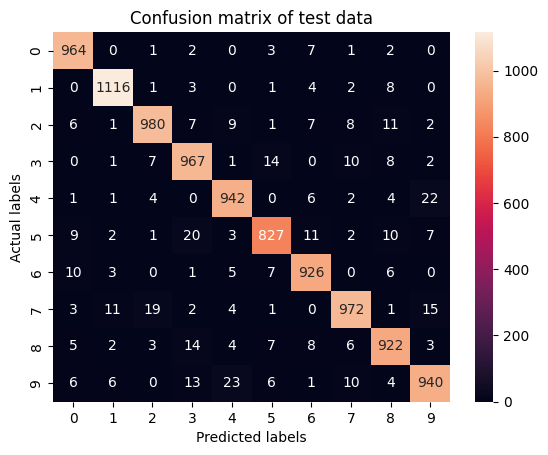 Confusion matrix of test data
0 964 0 1 2 0 3 7 1 2 0
1 0 1116 1 3 0 1 4 2 8 0
2 6 1 980 7 9 1 7 8 11 2
3 0 1 7 967 1 14 0 10 8 2
4 1 1 4 0 942 0 6 2 4 22
5 9 2 1 20 3 827 11 2 10 7
6 10 3 0 1 5 7 926 0 6 0
7 3 11 19 2 4 1 0 972 1 15
8 5 2 3 14 4 7 8 6 922 3
9 6 6 0 13 23 6 1 10 4 940
0 1 2 3 4 5 6 7 8 9
Predicted labels
Actual labels
1000
800
600
400
200
0